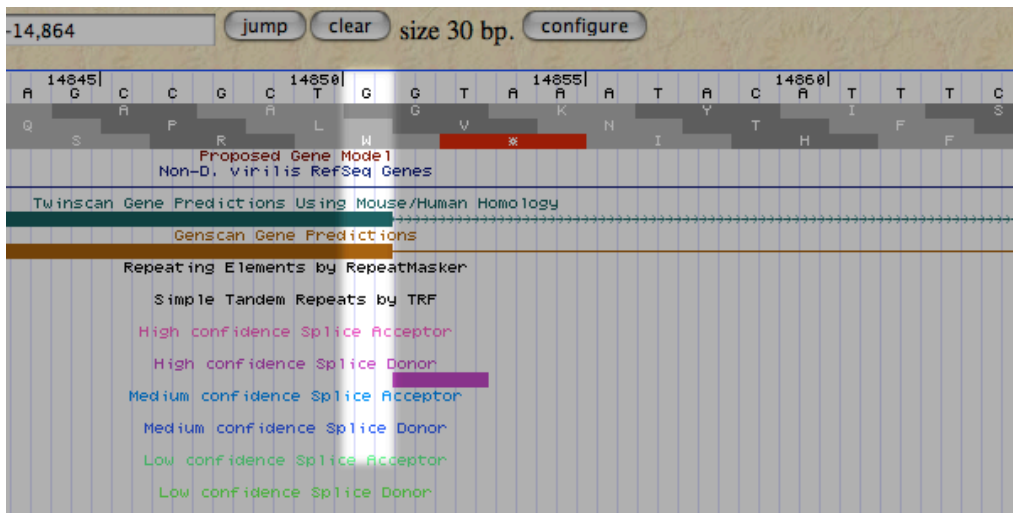 -14,864 jump clear size 30 bp. configure
14845 14850 14855 14860
A G C C G C T G G T A A A T A C A T T T C
A A G K Y I S
Q P L V N T F
S R W * I H F
Proposed Gene Model
Non-D. virilis RefSeq Genes
Twinscan Gene Predictions Using Mouse/Human Homology
Genscan Gene Predictions
Repeating Elements by RepeatMasker
Simple Tandem Repeats by TRF
High confidence Splice Acceptor
High confidence Splice Donor
Medium confidence Splice Acceptor
Medium confidence Splice Donor
Low confidence Splice Acceptor
Low confidence Splice Donor